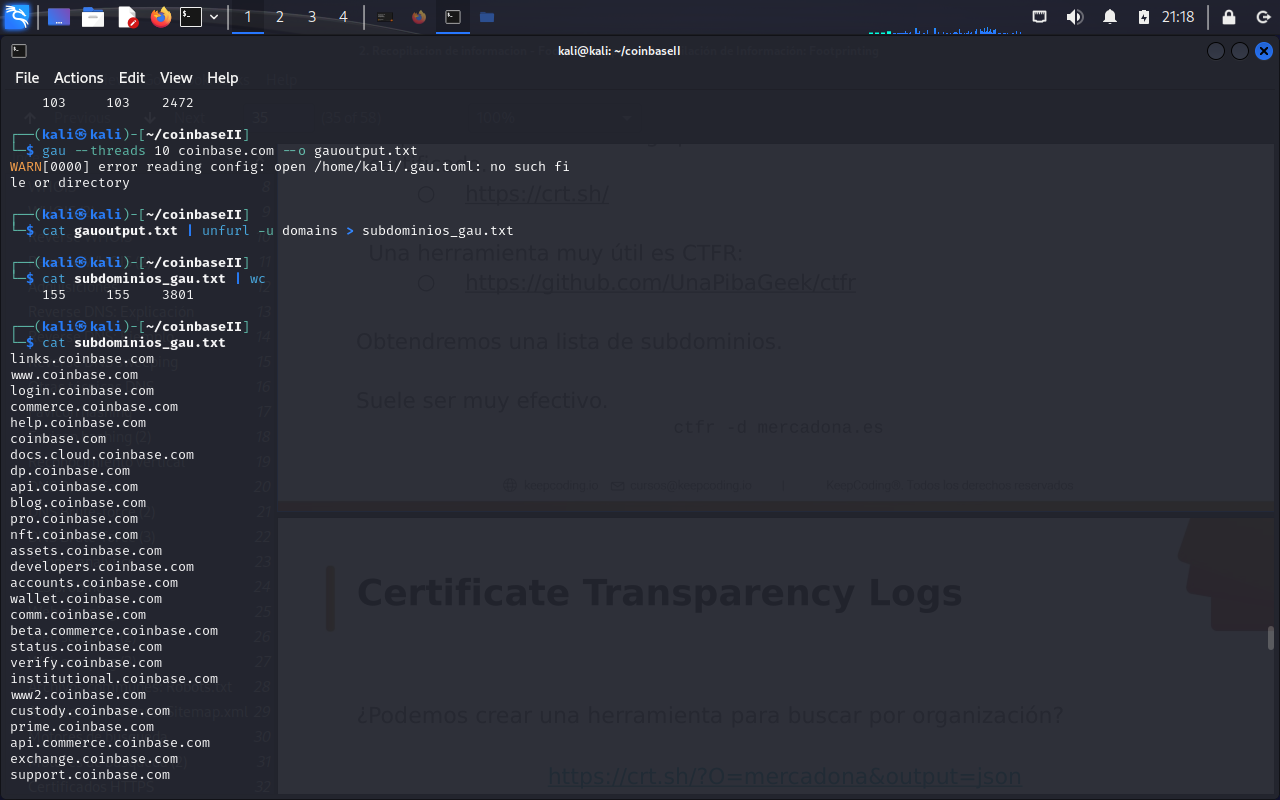 1 2 3 4 21:18
kali@kali: ~/coinbaseII
File Actions Edit View Help
103 103 2472
┌──(kali㉿kali)-[~/coinbaseII]
└─$ gau --threads 10 coinbase.com --o gauoutput.txt
WARN[0000] error reading config: open /home/kali/.gau.toml: no such fi
le or directory
┌──(kali㉿kali)-[~/coinbaseII]
└─$ cat gauoutput.txt | unfurl -u domains > subdominios_gau.txt
┌──(kali㉿kali)-[~/coinbaseII]
└─$ cat subdominios_gau.txt | wc
155 155 3801
┌──(kali㉿kali)-[~/coinbaseII]
└─$ cat subdominios_gau.txt
links.coinbase.com
www.coinbase.com
login.coinbase.com
commerce.coinbase.com
help.coinbase.com
coinbase.com
docs.cloud.coinbase.com
dp.coinbase.com
api.coinbase.com
blog.coinbase.com
pro.coinbase.com
nft.coinbase.com
assets.coinbase.com
developers.coinbase.com
accounts.coinbase.com
wallet.coinbase.com
comm.coinbase.com
beta.commerce.coinbase.com
status.coinbase.com
verify.coinbase.com
institutional.coinbase.com
www2.coinbase.com
custody.coinbase.com
prime.coinbase.com
api.commerce.coinbase.com
exchange.coinbase.com
support.coinbase.com
https://crt.sh/
Una herramienta muy útil es CTFR:
https://github.com/UnaPibaGeek/ctfr
Obtendremos una lista de subdominios.
Suele ser muy efectivo.
ctfr -d mercadona.es
Certificate Transparency Logs
¿Podemos crear una herramienta para buscar por organización?
https://crt.sh/?O=mercadona&output=json